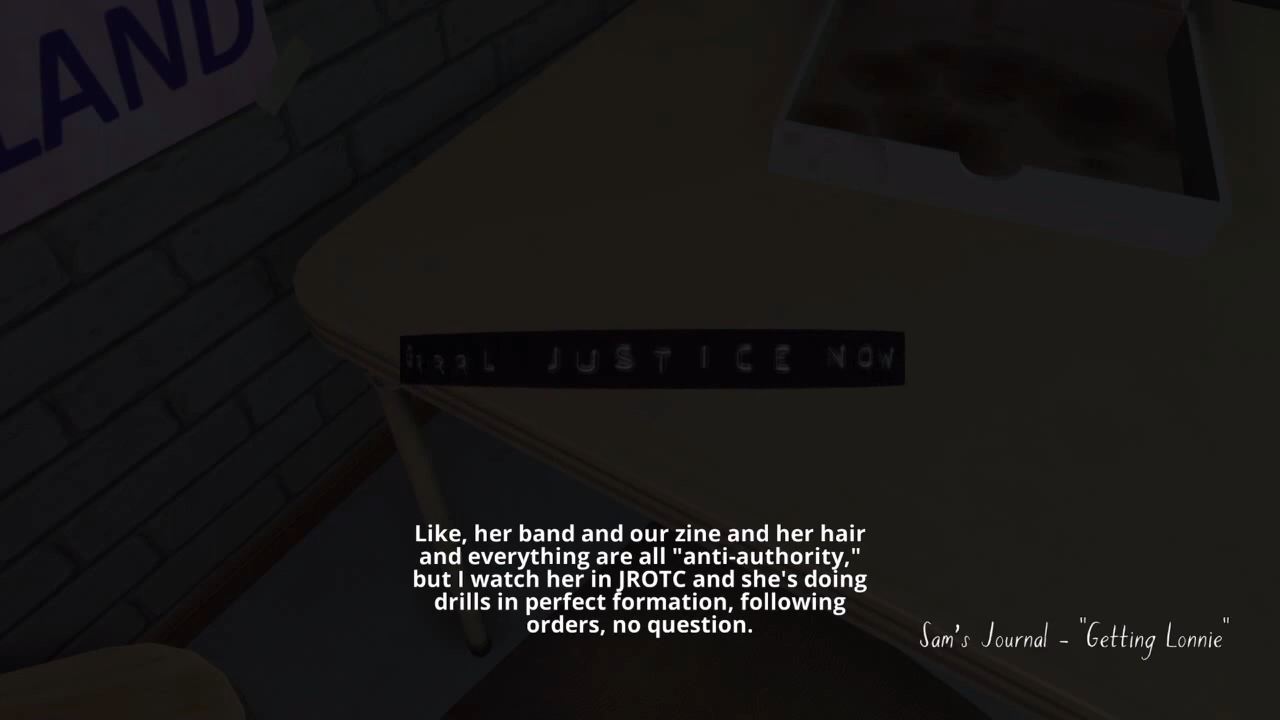 LAND
GRRL JUSTICE NOW
Like, her band and our zine and her hair
and everything are all "anti-authority,"
but I watch her in JROTC and she's doing
drills in perfect formation, following
orders, no question.
Sam's Journal - "Getting Lonnie"